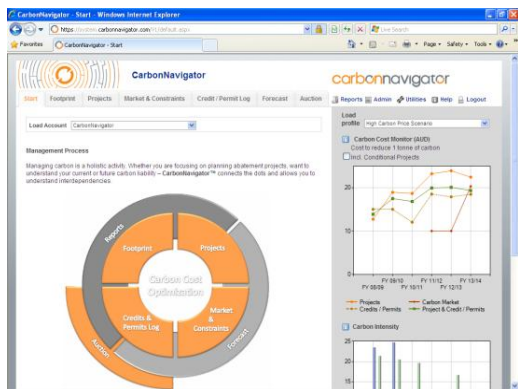 CarbonNavigator - Start - Windows Internet Explorer
Live Search
Favorites
CarbonNavigator - Start
Page
Safety
Tools
CarbonNavigator
carbonnavigator
Start
Footprint
Projects
Market & Constraints
Credit / Permit Log
Forecast
Auction
Reports
Admin
Utilities
Help
Logout
Load Account
CarbonNavigator
Load
profile
High Carbon Price Scenario
Management Process
Managing carbon is a holistic activity. Whether you are focusing on planning abatement projects, want to
understand your current or future carbon liability – CarbonNavigator™ connects the dots and allows you to
understand interdependencies.
Reports
Footprint
Projects
Carbon Cost
Optimization
Credits &
Permits Log
Market
&
Constraints
Auction
Forecast
Carbon Cost Monitor (AUD)
Cost to reduce 1 tonne of carbon
Incl. Conditional Projects
20
10
0
FY 09/10
FY 11/12
FY 13/14
FY 08/09
FY 10/11
FY 12/13
Projects
Carbon Market
Credits / Permits
Project & Credit / Permits
Carbon Intensity
25
20
15